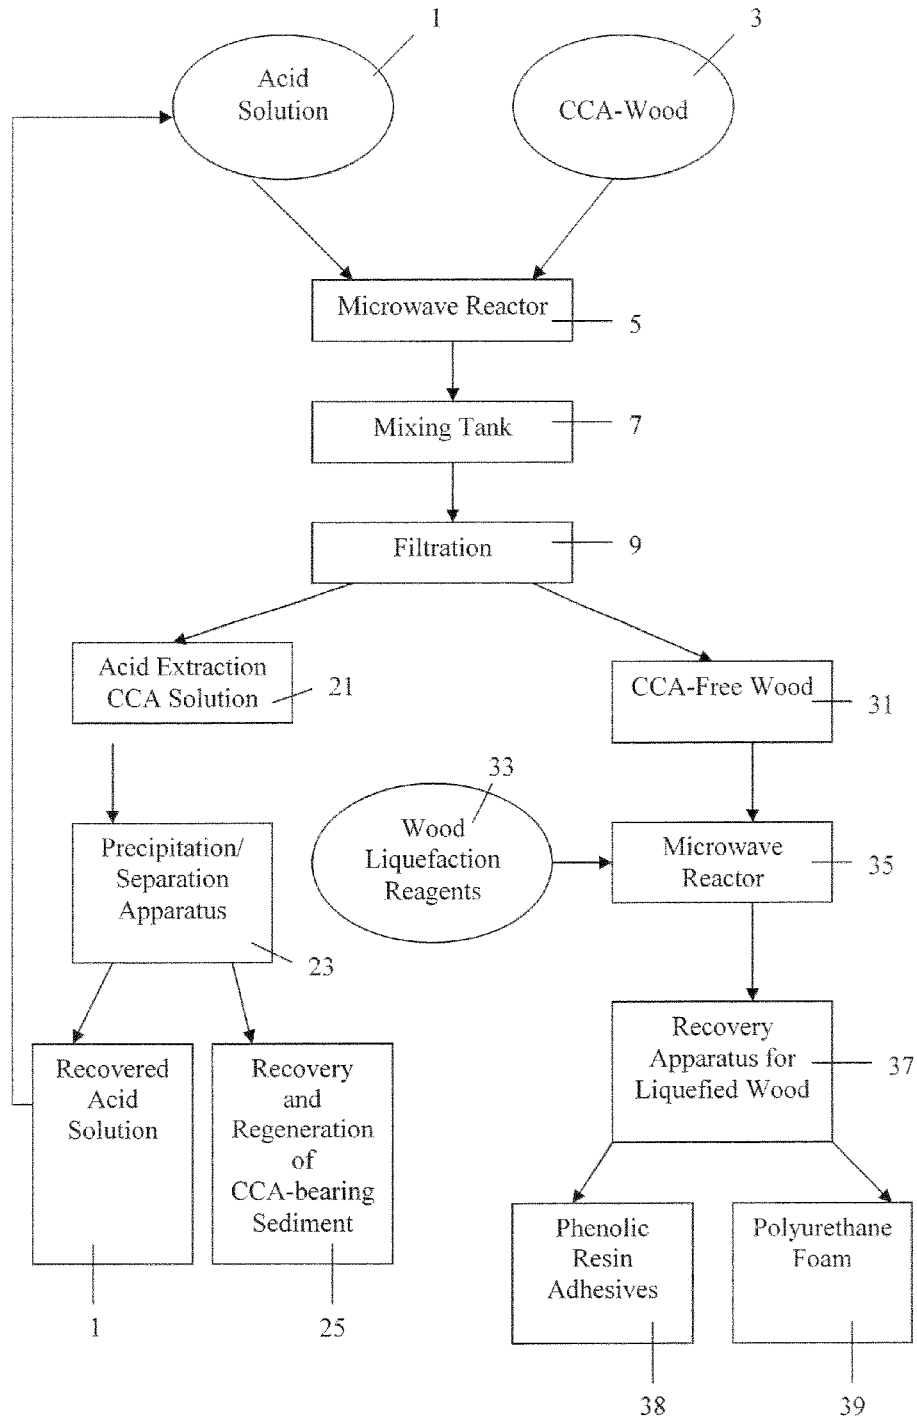 1
3
Acid
Solution
CCA-Wood
Microwave Reactor
5
Mixing Tank
7
Filtration
9
Acid Extraction
CCA Solution
21
CCA-Free Wood
31
33
Wood
Liquefaction
Reagents
Microwave
Reactor
35
Precipitation/
Separation
Apparatus
23
Recovery
Apparatus for
Liquefied Wood
37
Recovered
Acid
Solution
1
Recovery
and
Regeneration
of
CCA-bearing
Sediment
25
Phenolic
Resin
Adhesives
38
Polyurethane
Foam
39